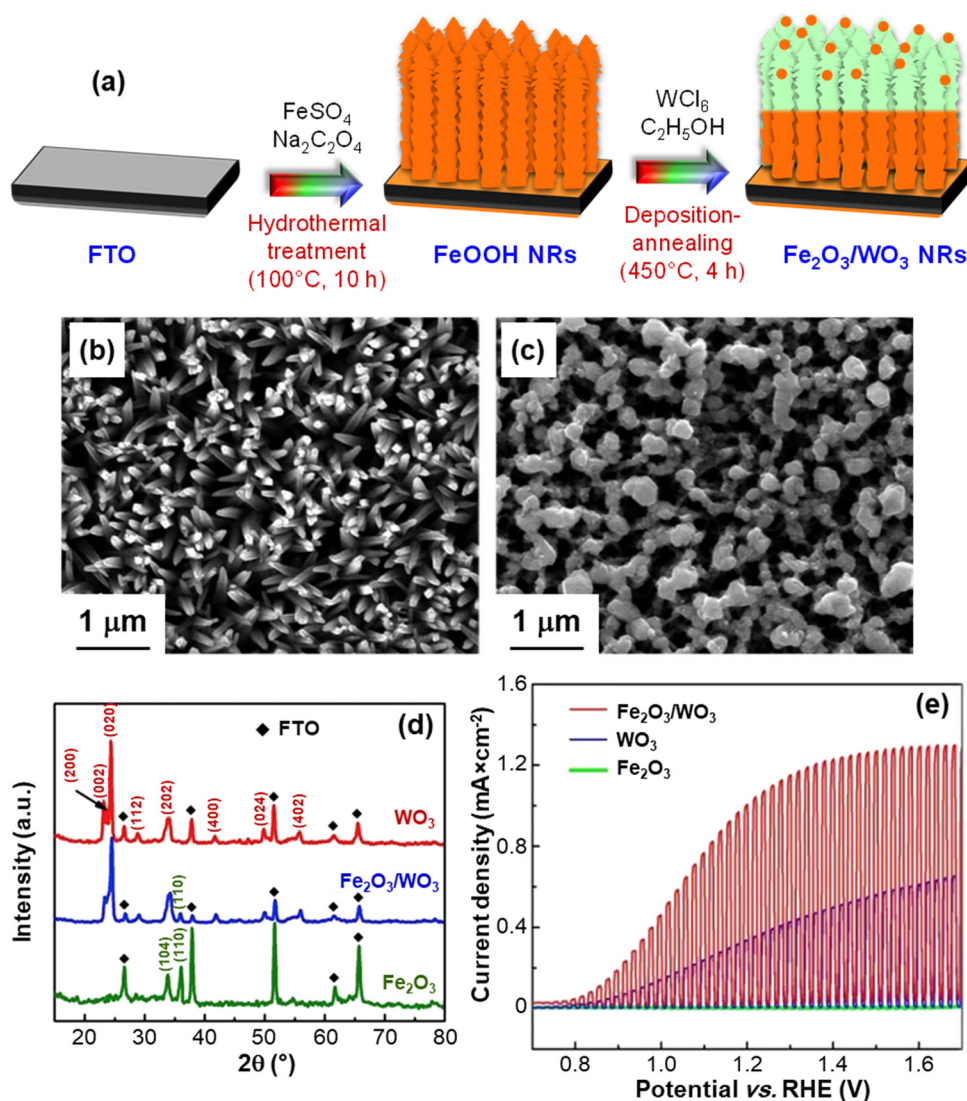 (a)
FeSO₄
Na₂C₂O₄
Hydrothermal
treatment
(100°C, 10 h)
WCl₆
C₂H₅OH
Deposition-
annealing
(450°C, 4 h)
FTO
FeOOH NRs
Fe₂O₃/WO₃ NRs
(b)
1 μm
(c)
1 μm
(d)
◆ FTO
(200)
(002)
(020)
(112)
(202)
(400)
(024)
(402)
WO₃
(110)
Fe₂O₃/WO₃
(104)
(110)
Fe₂O₃
Intensity (a.u.)
20 30 40 50 60 70 80
2θ (°)
(e)
Fe₂O₃/WO₃
WO₃
Fe₂O₃
Current density (mA×cm⁻²)
1.6
1.2
0.8
0.4
0
0.8 1.0 1.2 1.4 1.6
Potential vs. RHE (V)